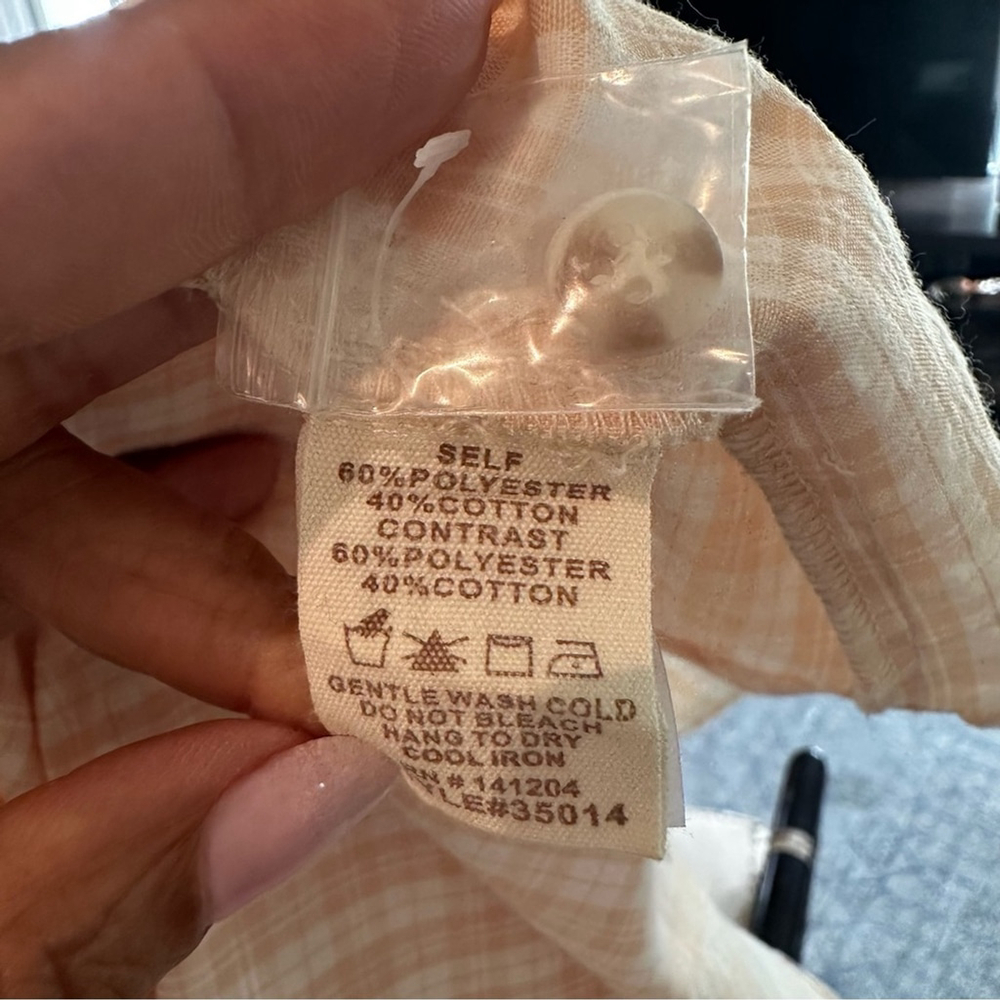 SELF
60%POLYESTER
40%COTTON
CONTRAST
60%POLYESTER
40%COTTON
GENTLE WASH COLD
DO NOT BLEACH
HANG TO DRY
COOL IRON
# 141204
35014